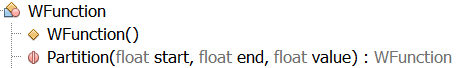 WFunction
WFunction()
Partition(float start, float end, float value) : WFunction